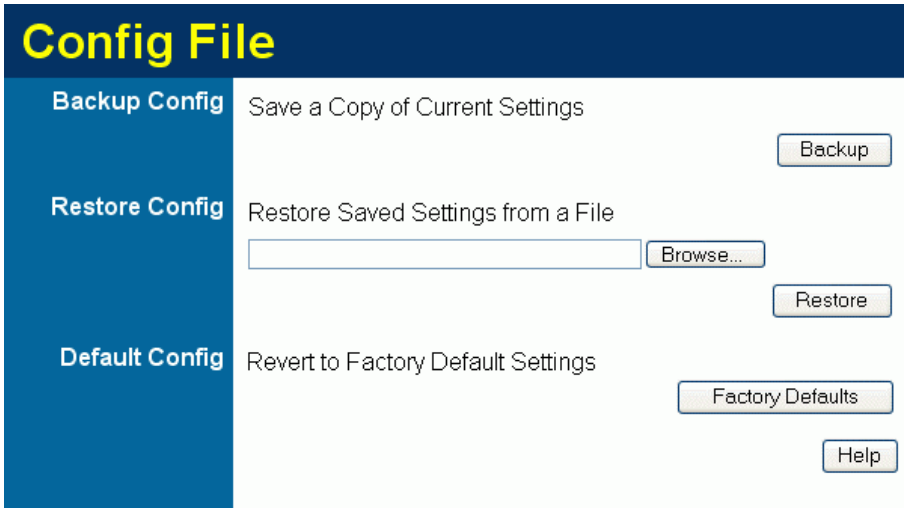 Config File
Backup Config
Save a Copy of Current Settings
Backup
Restore Config
Restore Saved Settings from a File
Browse...
Restore
Default Config
Revert to Factory Default Settings
Factory Defaults
Help